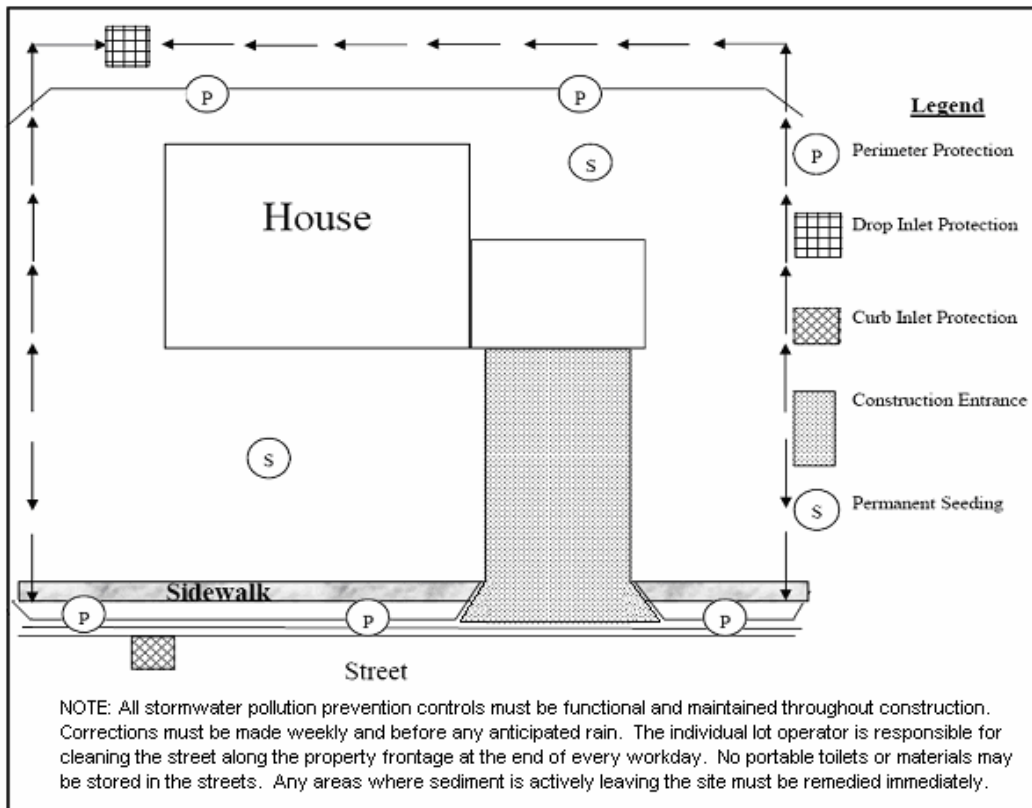 P
P
Legend
P
Perimeter Protection
S
House
Drop Inlet Protection
Curb Inlet Protection
Construction Entrance
S
S
Permanent Seeding
Sidewalk
P
P
P
Street
NOTE: All stormwater pollution prevention controls must be functional and maintained throughout construction.
Corrections must be made weekly and before any anticipated rain. The individual lot operator is responsible for
cleaning the street along the property frontage at the end of every workday. No portable toilets or materials may
be stored in the streets. Any areas where sediment is actively leaving the site must be remedied immediately.